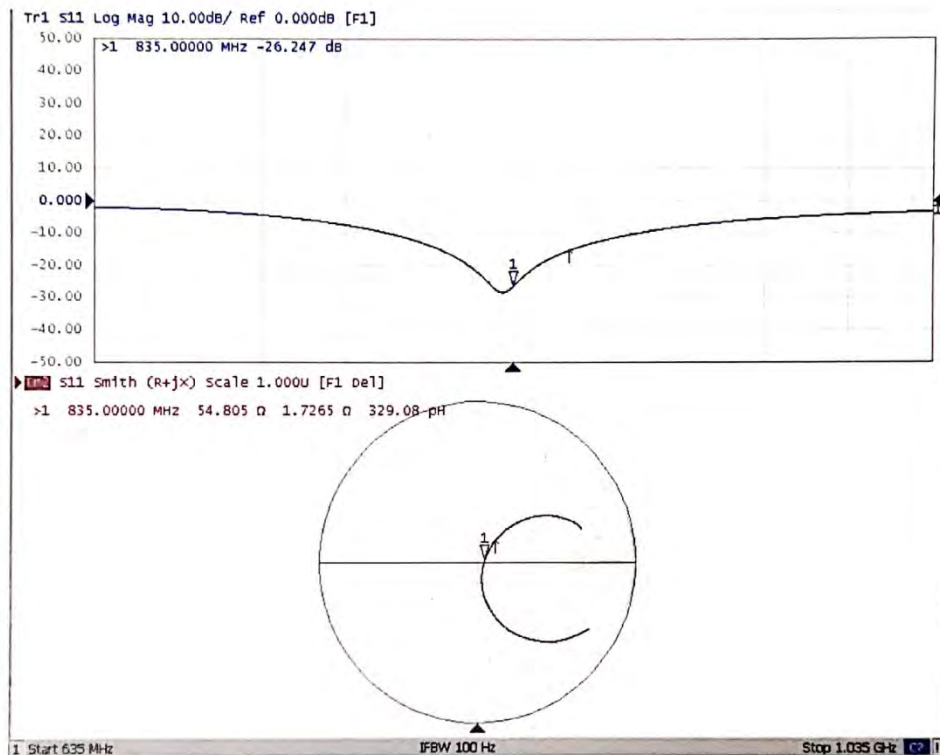 Tr1 S11 Log Mag 10.00dB/ Ref 0.000dB [F1]
50.00
>1 835.00000 MHz -26.247 dB
40.00
30.00
20.00
10.00
0.000
-10.00
1
-20.00
-30.00
-40.00
-50.00
S11 Smith (R+jX) Scale 1.000U [F1 Del]
>1 835.00000 MHz 54.805 Ω 1.7265 Ω 329.08 pH
1
1 Start 635 MHz IFBW 100 Hz Stop 1.035 GHz C2